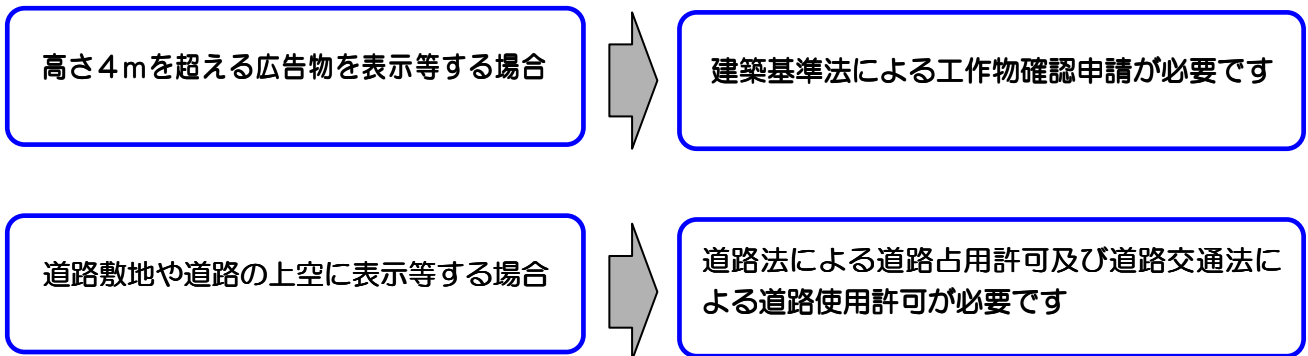 高さ４ｍを超える広告物を表示等する場合
建築基準法による工作物確認申請が必要です
道路敷地や道路の上空に表示等する場合
道路法による道路占用許可及び道路交通法に
よる道路使用許可が必要です